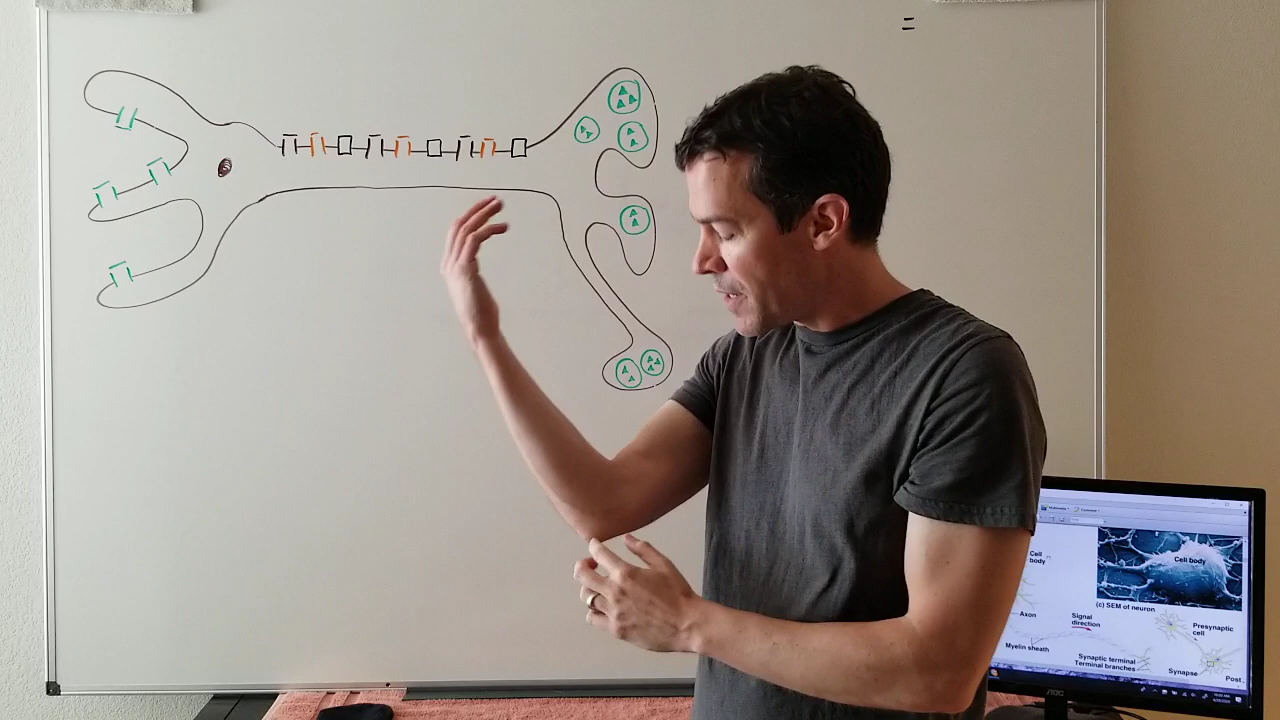 =
Cell
body
Cell body
(c) SEM of neuron
Axon
Signal
direction
Presynaptic
cell
Myelin sheath
Synaptic terminal
Terminal branches
Synapse
Post
AOC